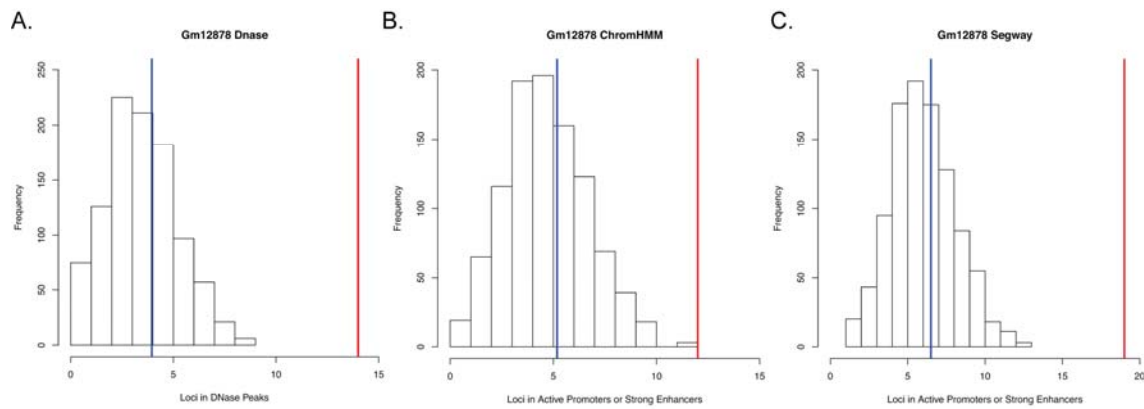 A.
Gm12878 Dnase
Frequency
250
200
150
100
50
0
0 5 10 15
Loci in DNase Peaks
B.
Gm12878 ChromHMM
Frequency
200
150
100
50
0
0 5 10 15
Loci in Active Promoters or Strong Enhancers
C.
Gm12878 Segway
Frequency
200
150
100
50
0
0 5 10 15 20
Loci in Active Promoters or Strong Enhancers